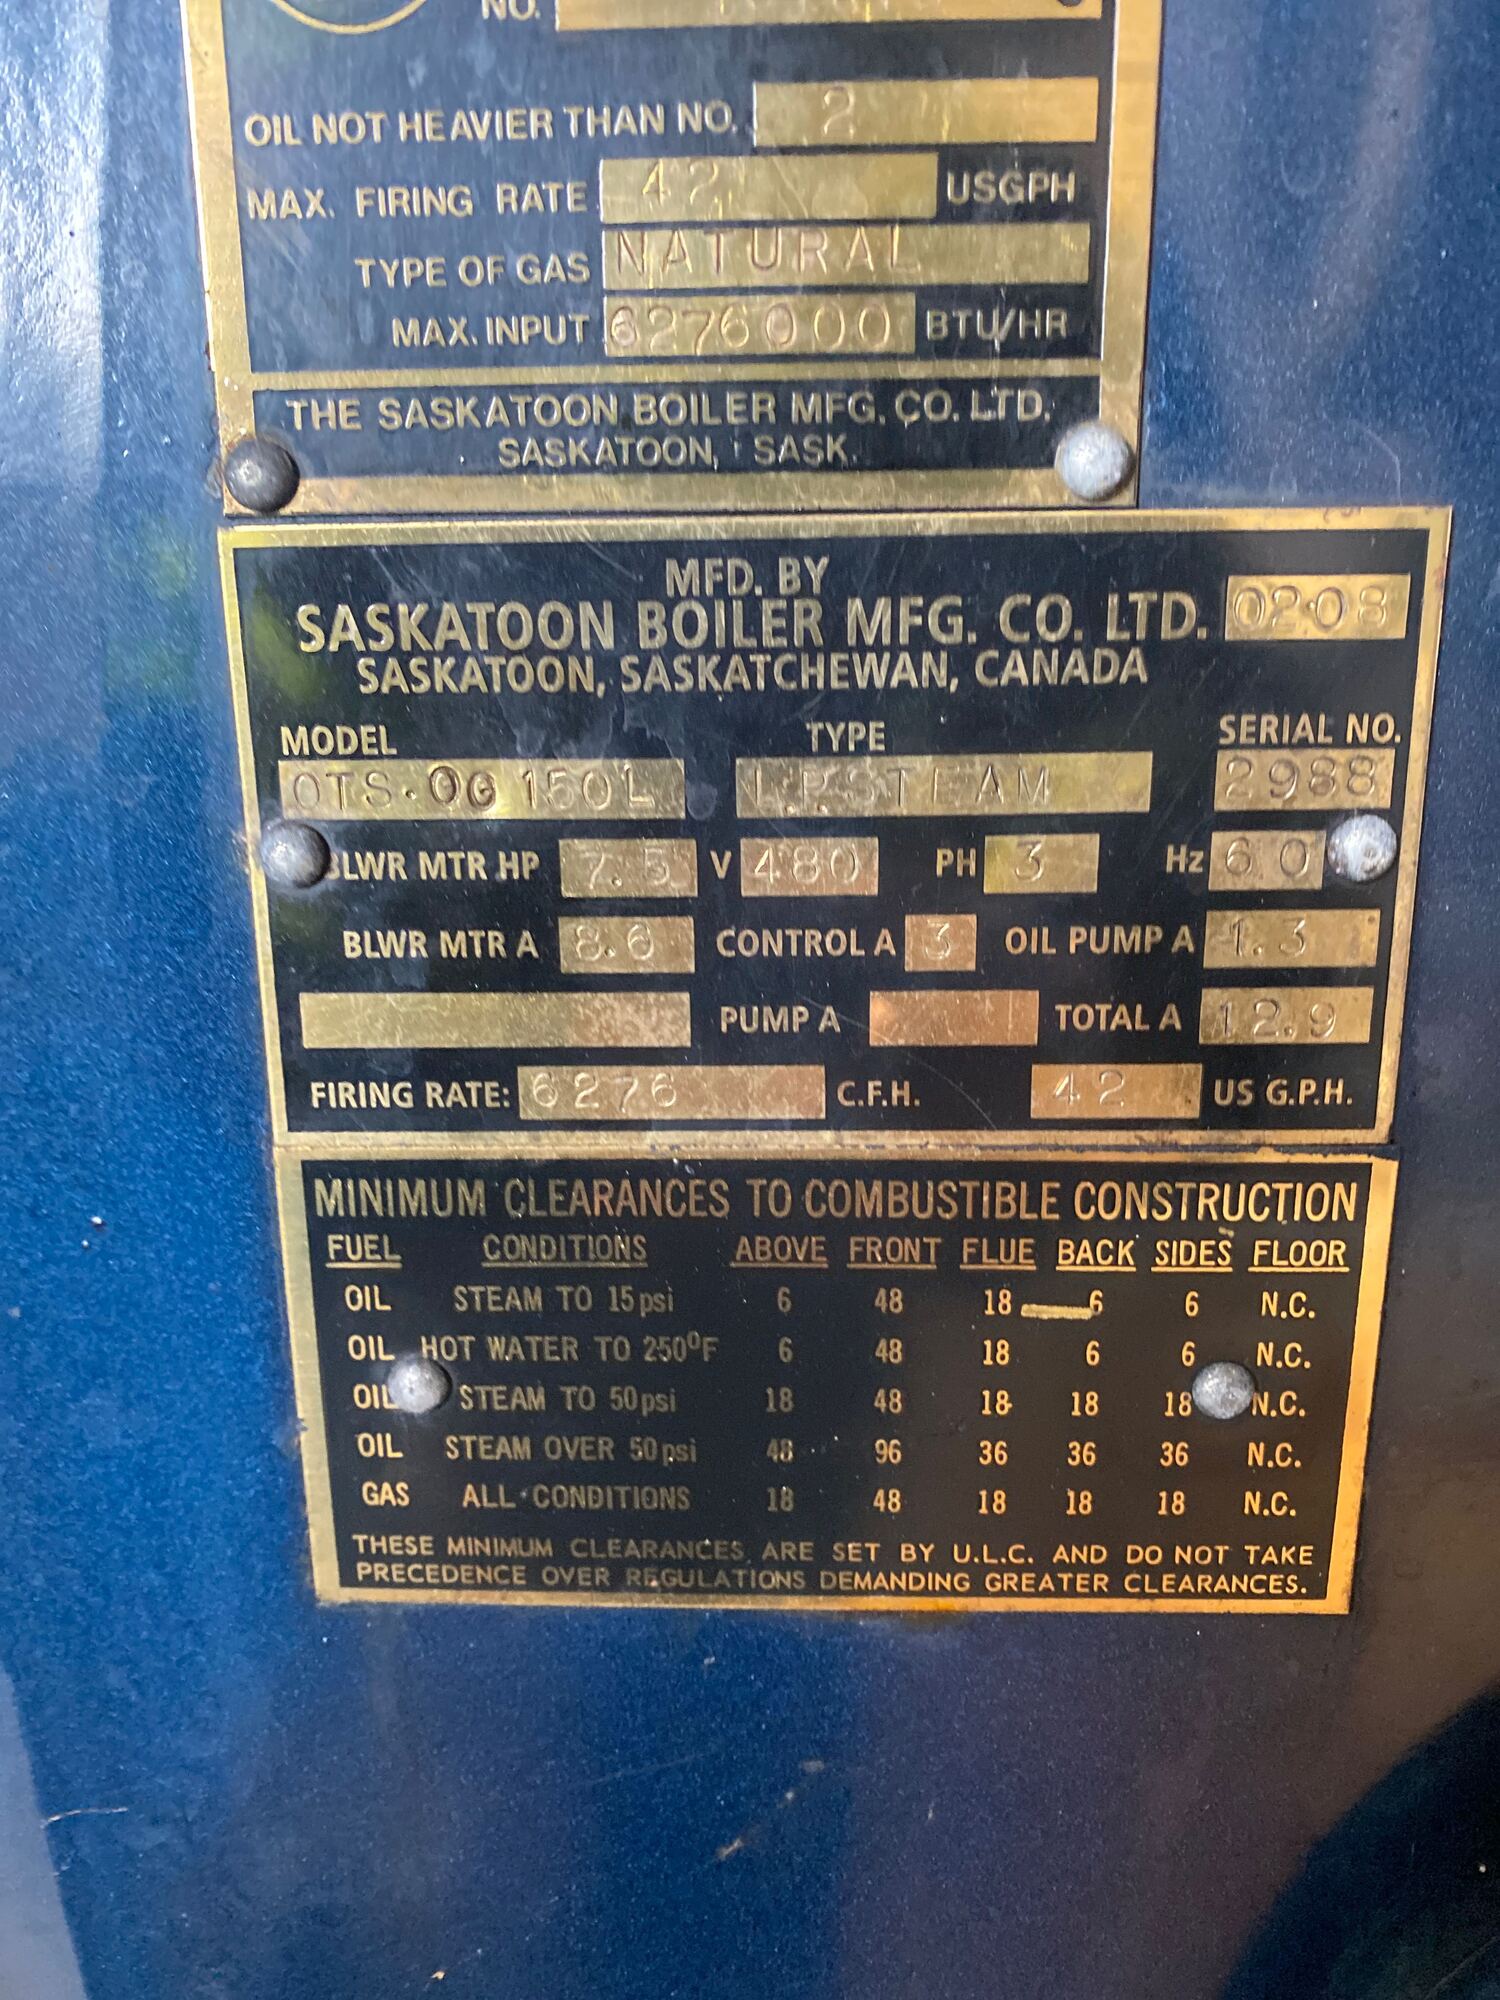 NO.
OIL NOT HEAVIER THAN NO. 2
MAX. FIRING RATE 42 USGPH
TYPE OF GAS NATURAL
MAX. INPUT 6276000 BTU/HR
THE SASKATOON BOILER MFG. CO. LTD.
SASKATOON, SASK.
MFD. BY
SASKATOON BOILER MFG. CO. LTD. 02·08
SASKATOON, SASKATCHEWAN, CANADA
MODEL TYPE SERIAL NO.
OTS·OG 150L L.P.STEAM 2988
BLWR MTR HP 7.5 V 480 PH 3 Hz 60
BLWR MTR A 8.6 CONTROL A 3 OIL PUMP A 1.3
PUMP A TOTAL A 12.9
FIRING RATE: 6276 C.F.H. 42 US G.P.H.
MINIMUM CLEARANCES TO COMBUSTIBLE CONSTRUCTION
FUEL CONDITIONS ABOVE FRONT FLUE BACK SIDES FLOOR
OIL STEAM TO 15 psi 6 48 18 6 6 N.C.
OIL HOT WATER TO 250°F 6 48 18 6 6 N.C.
OIL STEAM TO 50 psi 18 48 18 18 18 N.C.
OIL STEAM OVER 50 psi 48 96 36 36 36 N.C.
GAS ALL CONDITIONS 18 48 18 18 18 N.C.
THESE MINIMUM CLEARANCES ARE SET BY U.L.C. AND DO NOT TAKE
PRECEDENCE OVER REGULATIONS DEMANDING GREATER CLEARANCES.